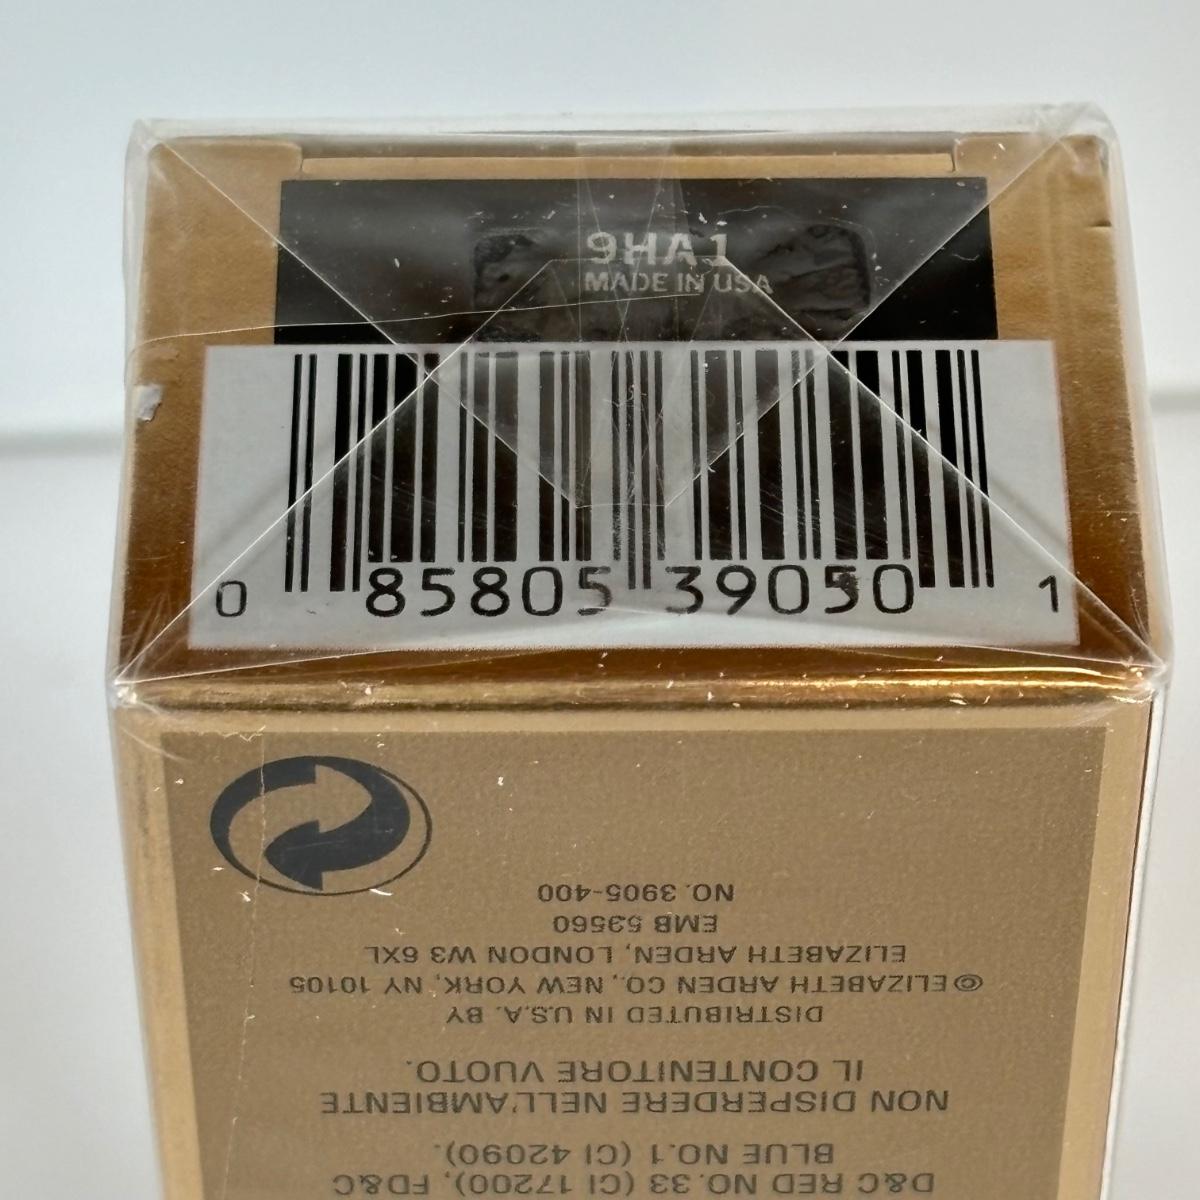 9HA1
MADE IN USA
0 85805 39050 1
D&C RED NO.33 (CI 17200), FD&C
BLUE NO.1 (CI 42090).
NON DISPERDERE NELL'AMBIENTE
IL CONTENITORE VUOTO.
DISTRIBUTED IN U.S.A. BY
©ELIZABETH ARDEN CO., NEW YORK, NY 10105
ELIZABETH ARDEN, LONDON W3 6XL
EMB 53560
NO. 3905-400